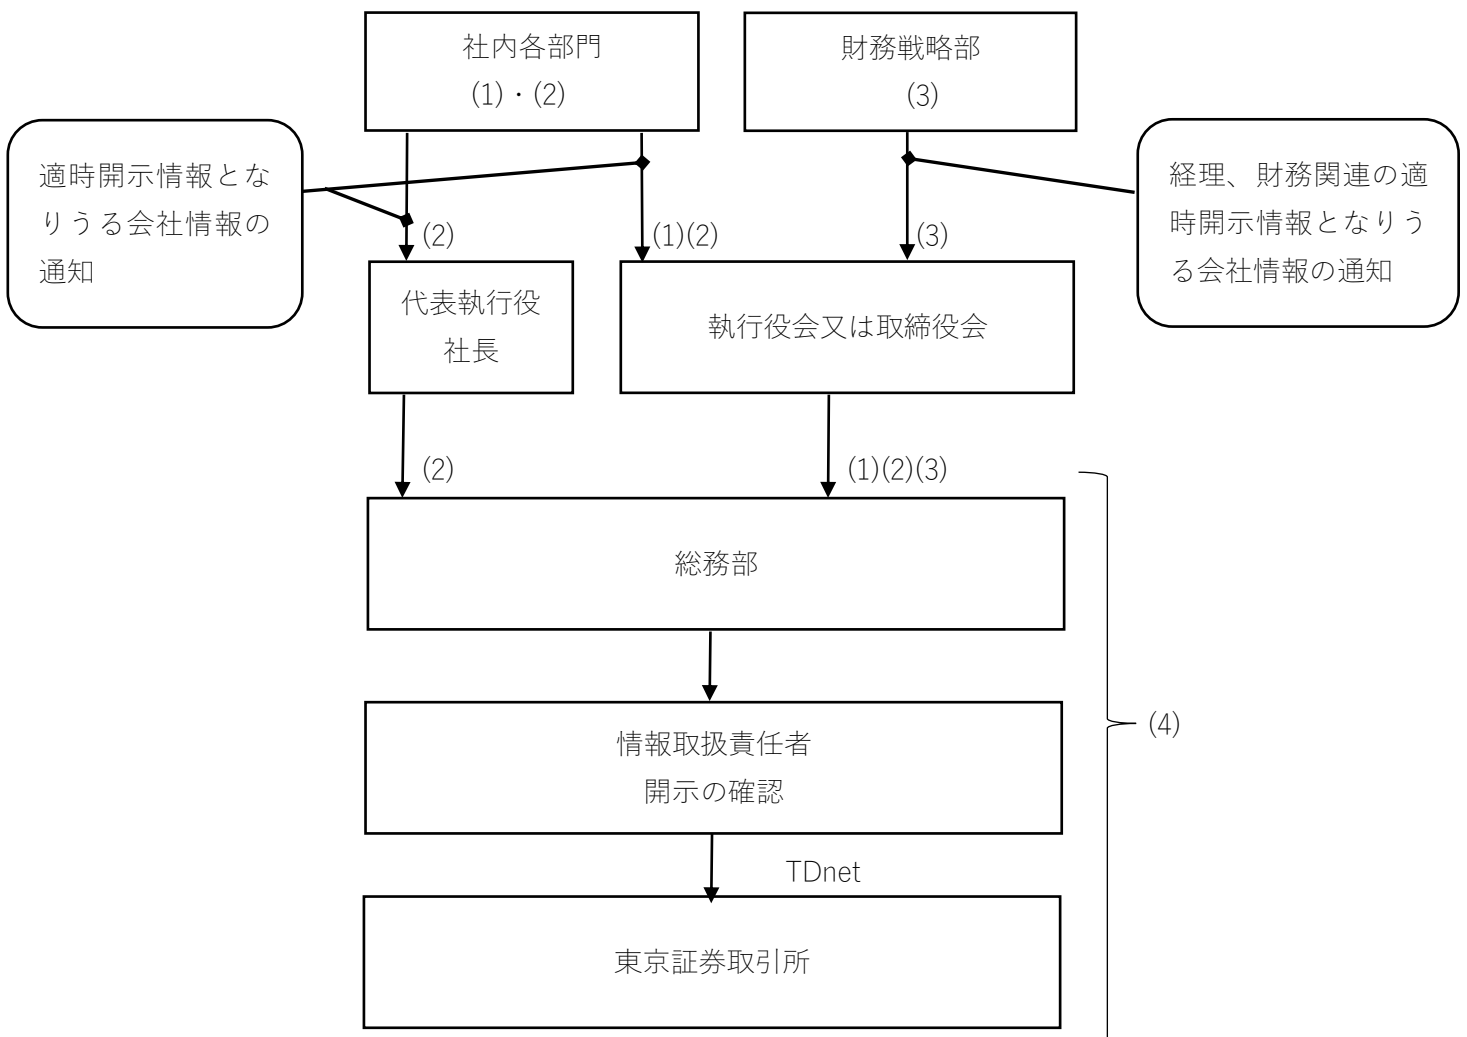 社内各部門
(1)・(2)
財務戦略部
(3)
適時開示情報とな
りうる会社情報の
通知
経理、財務関連の適
時開示情報となりう
る会社情報の通知
(2)
(1)(2)
(3)
代表執行役
社長
執行役会又は取締役会
(2)
(1)(2)(3)
総務部
情報取扱責任者
開示の確認
(4)
TDnet
東京証券取引所